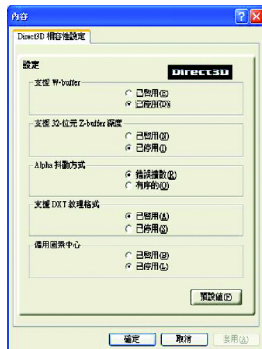 內容
Direct3D 相容性設定
設定
Direct3D
支援 W-buffer
已啟用(E)
已停用(D)
支援 32-位元 Z-buffer 深度
已啟用
已停用(I)
Alpha 抖動方式
錯誤擴散(R)
有序的(O)
支援 DXT 紋理格式
已啟用(A)
已停用(S)
備用圖素中心
已啟用
已停用(L)
預設值(F)
確定
取消
套用(A)